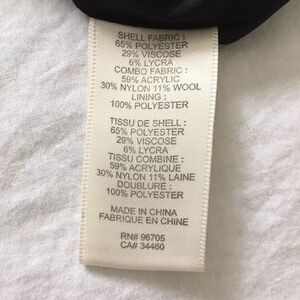 SHELL FABRIC :
65% POLYESTER
29% VISCOSE
6% LYCRA
COMBO FABRIC :
59% ACRYLIC
30% NYLON 11% WOOL
LINING :
100% POLYESTER
TISSU DE SHELL :
65% POLYESTER
29% VISCOSE
6% LYCRA
TISSU COMBINE :
59% ACRYLIQUE
30% NYLON 11% LAINE
DOUBLURE :
100% POLYESTER
MADE IN CHINA
FABRIQUE EN CHINE
RN# 96705
CA# 34460